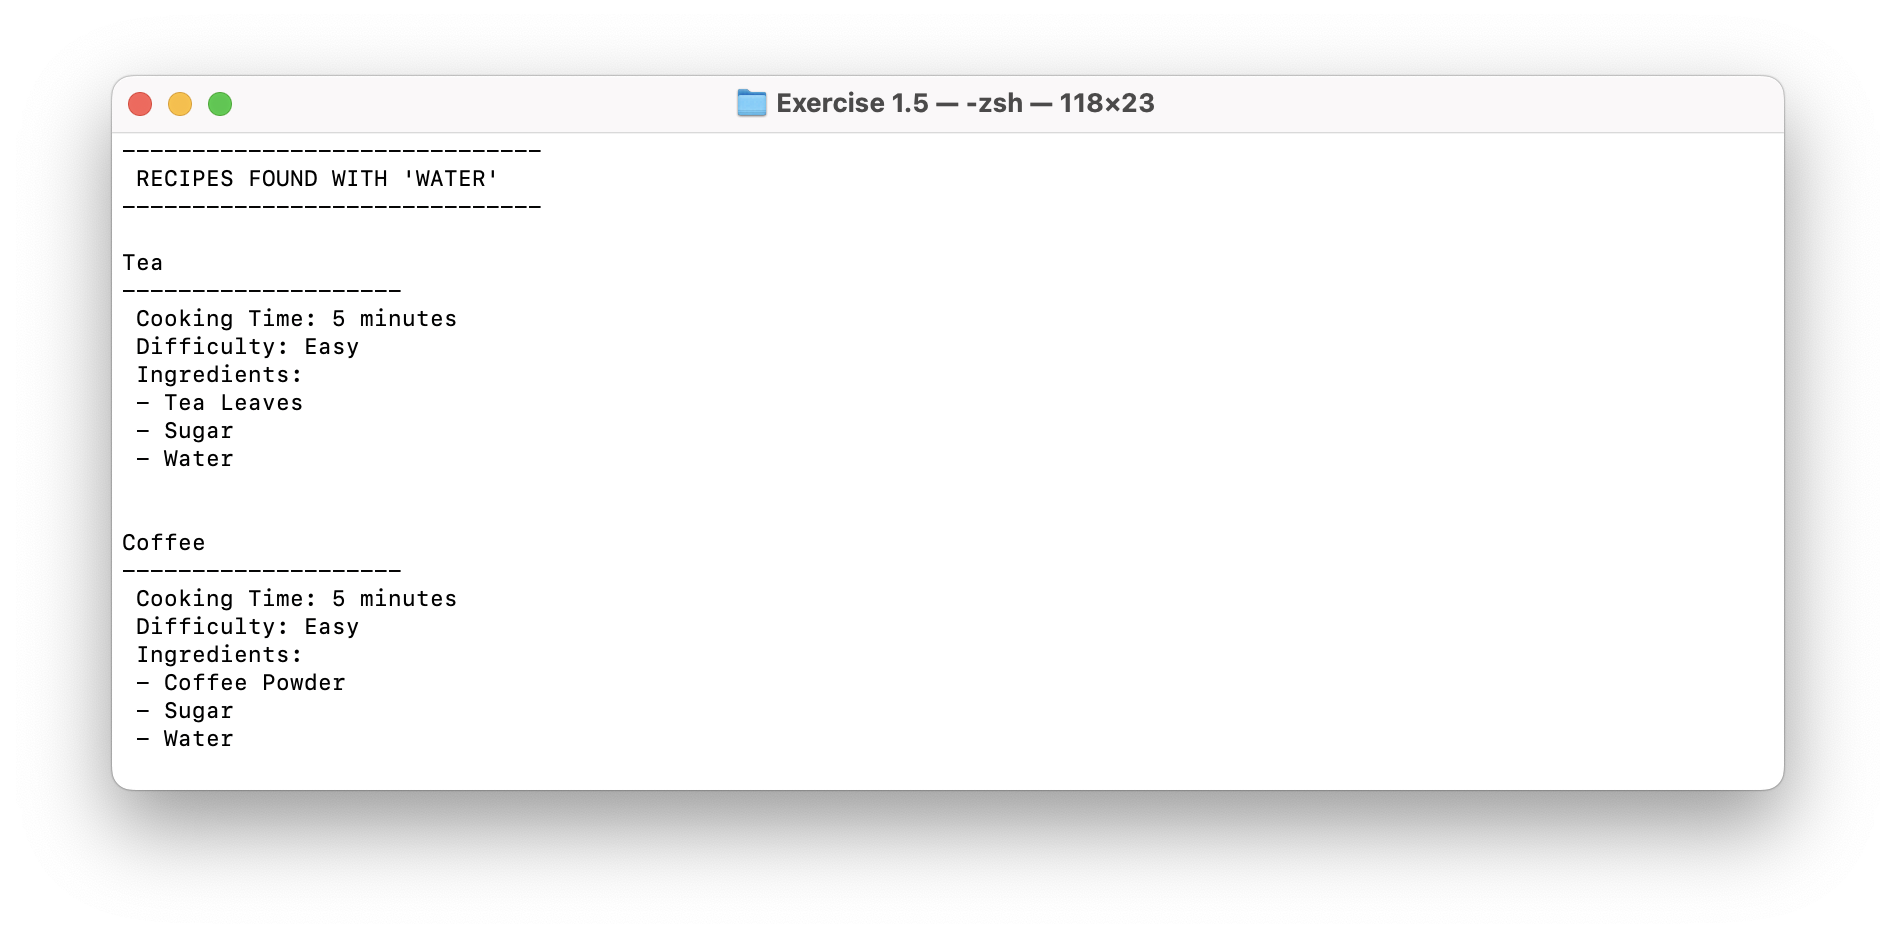 Exercise 1.5 — -zsh — 118×23
------------------------------
 RECIPES FOUND WITH 'WATER'
------------------------------
Tea
--------------------
 Cooking Time: 5 minutes
 Difficulty: Easy
 Ingredients:
 - Tea Leaves
 - Sugar
 - Water
Coffee
--------------------
 Cooking Time: 5 minutes
 Difficulty: Easy
 Ingredients:
 - Coffee Powder
 - Sugar
 - Water